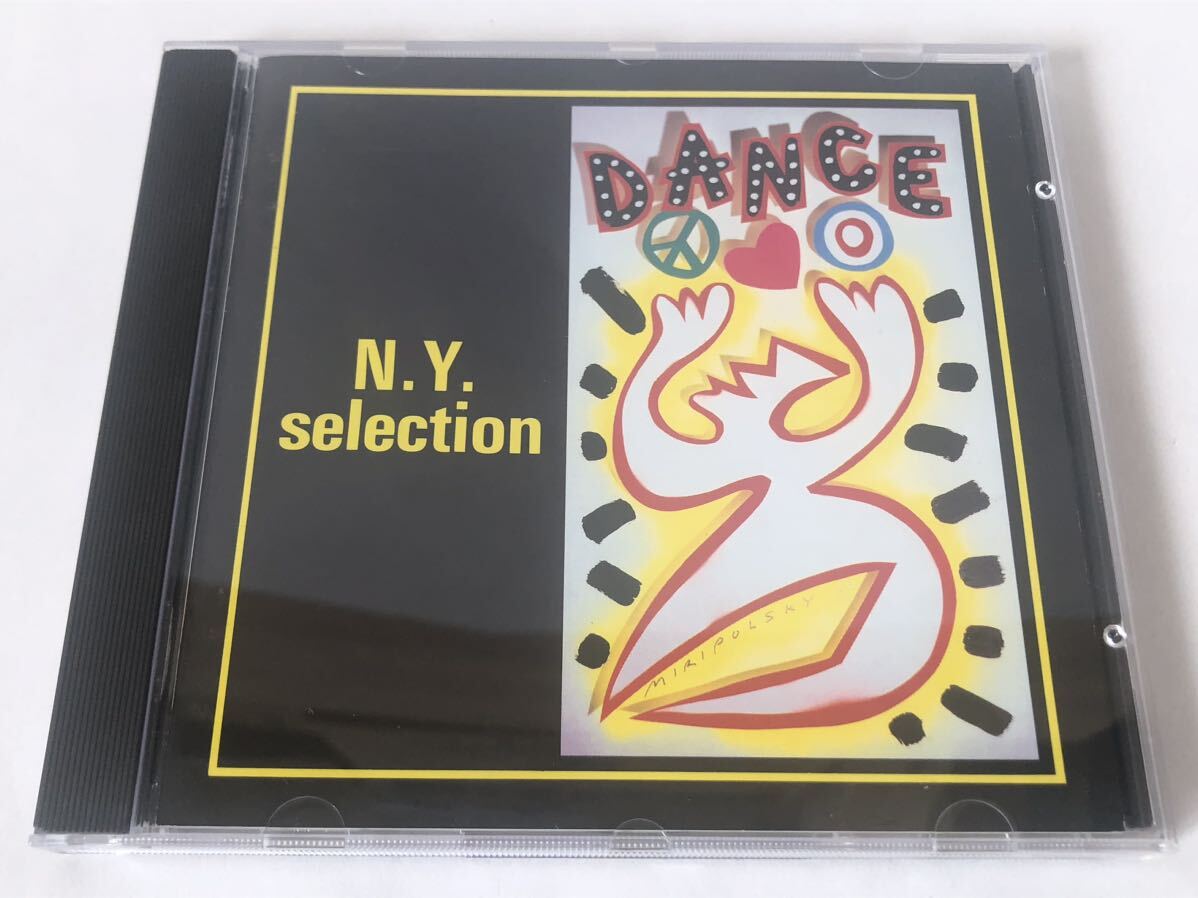 N.Y.
selection
DANCE
MIRIPOLSKY